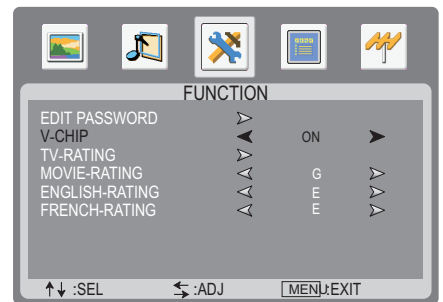 FUNCTION
EDIT PASSWORD
V-CHIP ON
TV-RATING
MOVIE-RATING G
ENGLISH-RATING E
FRENCH-RATING E
:SEL :ADJ MENU:EXIT